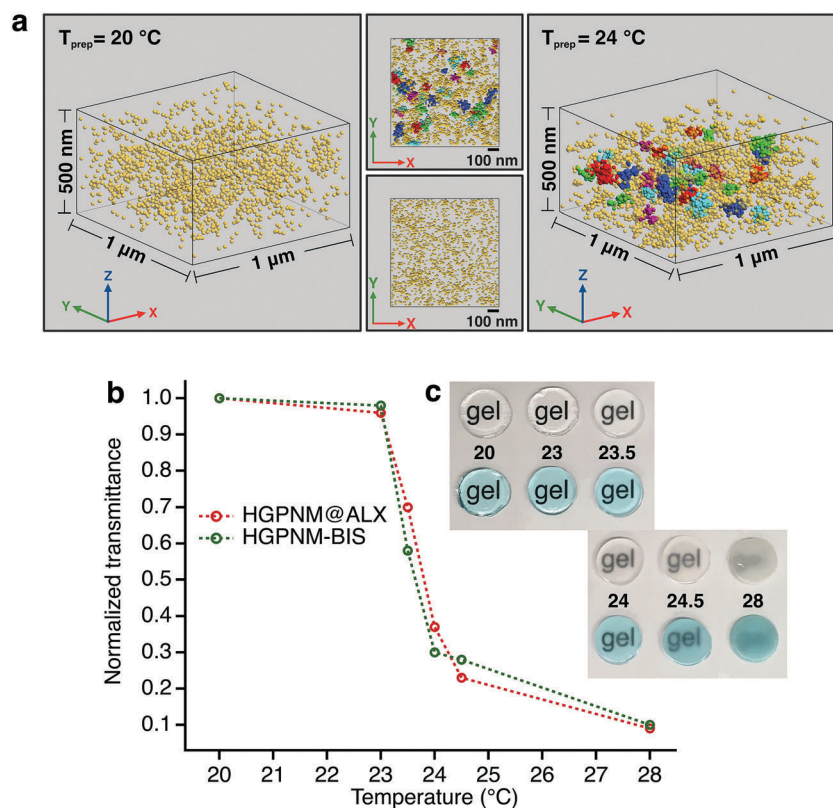 a
T_prep = 20 °C
500 nm
1 µm
1 µm
Z
Y
X
Y
X
100 nm
Y
X
100 nm
T_prep = 24 °C
500 nm
1 µm
1 µm
Z
Y
X
b
Normalized transmittance
1.0
0.9
0.8
0.7
0.6
0.5
0.4
0.3
0.2
0.1
HGPNM@ALX
HGPNM-BIS
20 21 22 23 24 25 26 27 28
Temperature (°C)
c
gel gel gel
20 23 23.5
gel gel gel
gel gel
24 24.5 28
gel gel